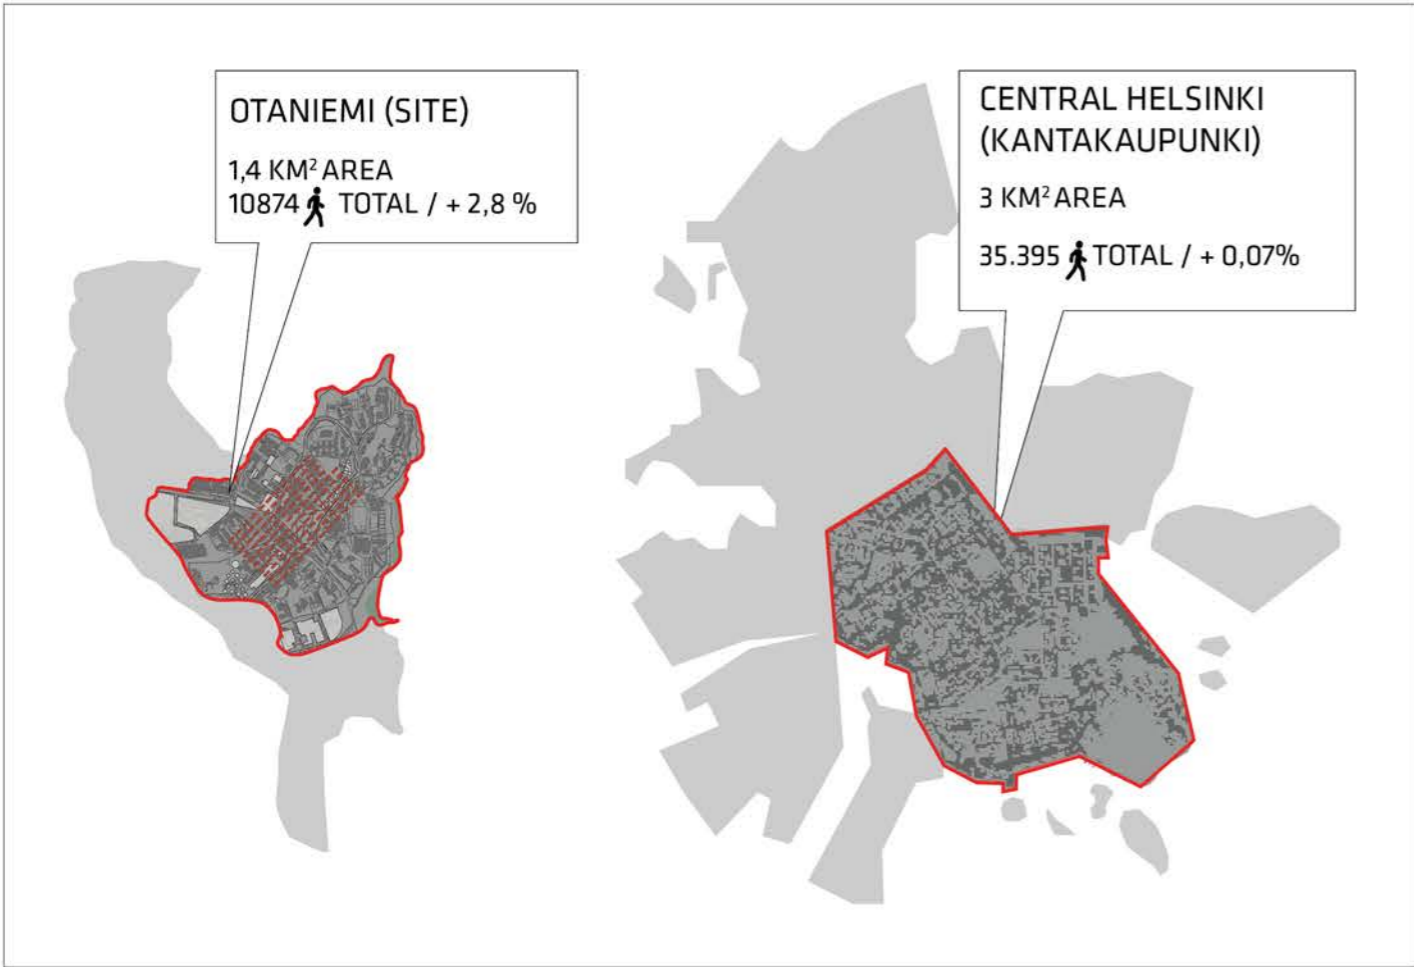 OTANIEMI (SITE)
1,4 KM² AREA
10874 TOTAL / + 2,8 %
CENTRAL HELSINKI
(KANTAKAUPUNKI)
3 KM² AREA
35.395 TOTAL / + 0,07%